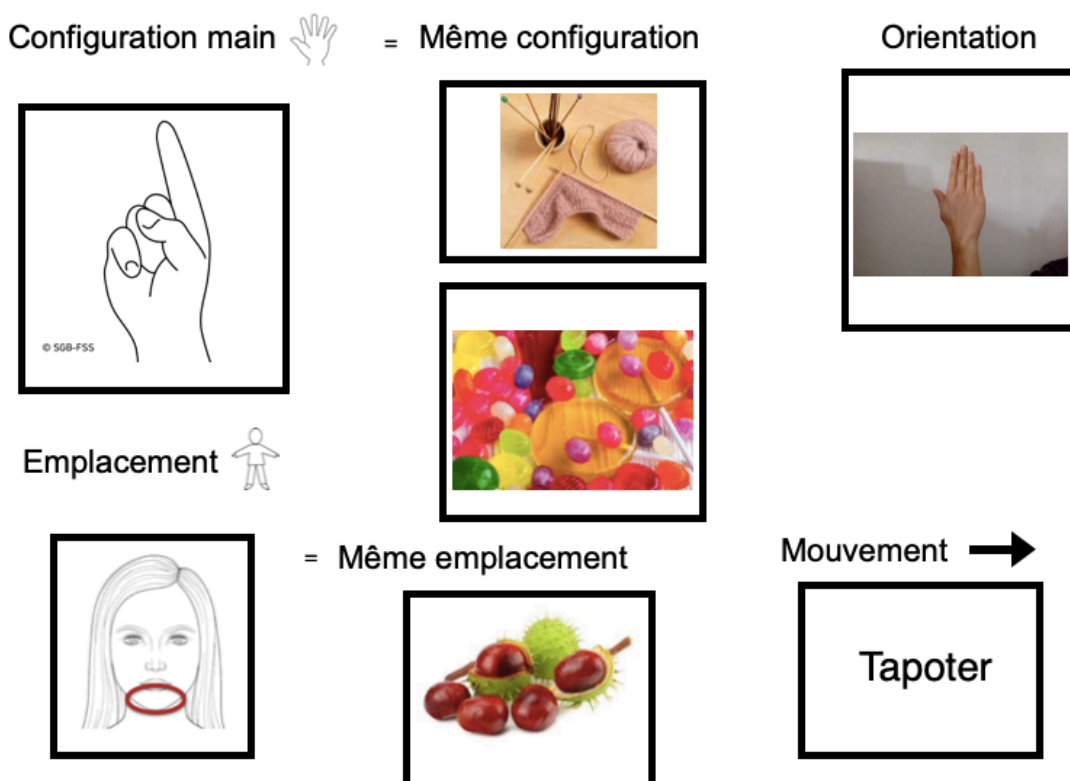 Configuration main = Même configuration
Orientation
© SGB-FSS
Emplacement
= Même emplacement
Mouvement
Tapoter